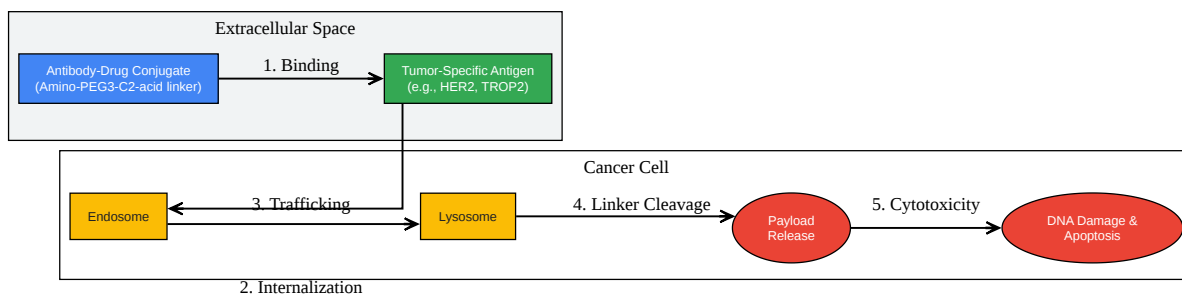 Extracellular Space
Antibody-Drug Conjugate
(Amino-PEG3-C2-acid linker)
1. Binding
Tumor-Specific Antigen
(e.g., HER2, TROP2)
Cancer Cell
Endosome
3. Trafficking
Lysosome
4. Linker Cleavage
Payload
Release
5. Cytotoxicity
DNA Damage &
Apoptosis
2. Internalization